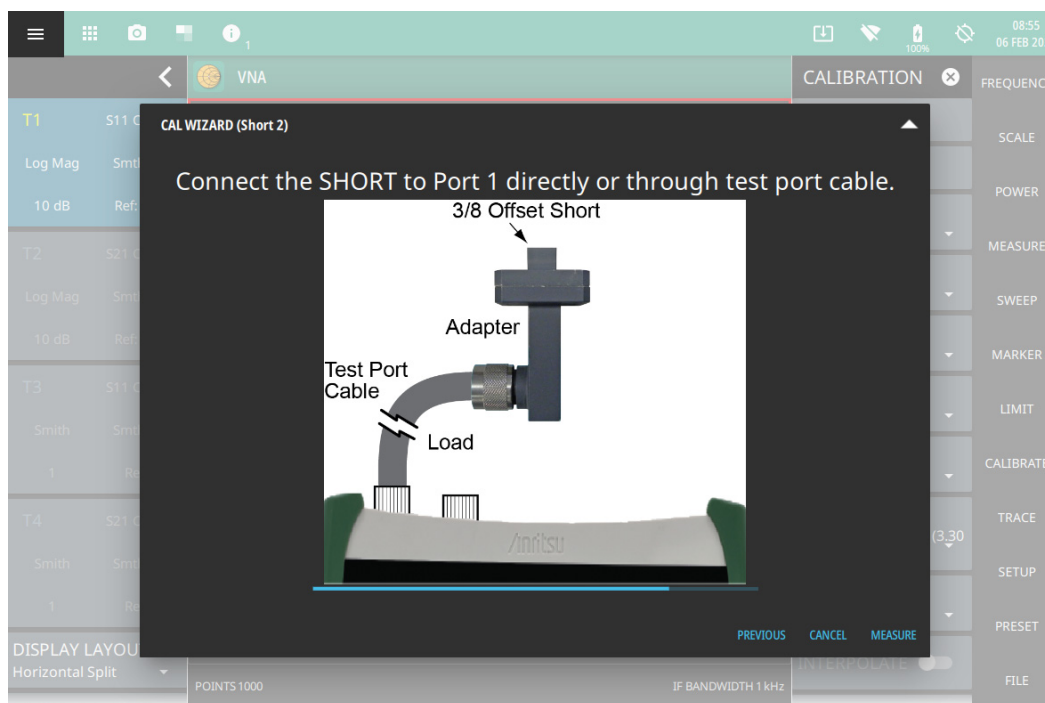 1
100%
08:55
06 FEB 20
VNA
CALIBRATION
FREQUENC
T1 S11 C
Log Mag Smt
10 dB Ref:
T2 S21 C
Log Mag Smt
10 dB Ref:
T3 S11 C
Smith Smt
1 Re
T4 S21 C
Smith Smt
1 Re
DISPLAY LAYOU
Horizontal Split
CAL WIZARD (Short 2)
Connect the SHORT to Port 1 directly or through test port cable.
3/8 Offset Short
Adapter
Test Port
Cable
Load
Anritsu
PREVIOUS CANCEL MEASURE
POINTS 1000 IF BANDWIDTH 1 kHz
(3.30
INTERPOLATE
SCALE
POWER
MEASURE
SWEEP
MARKER
LIMIT
CALIBRATE
TRACE
SETUP
PRESET
FILE